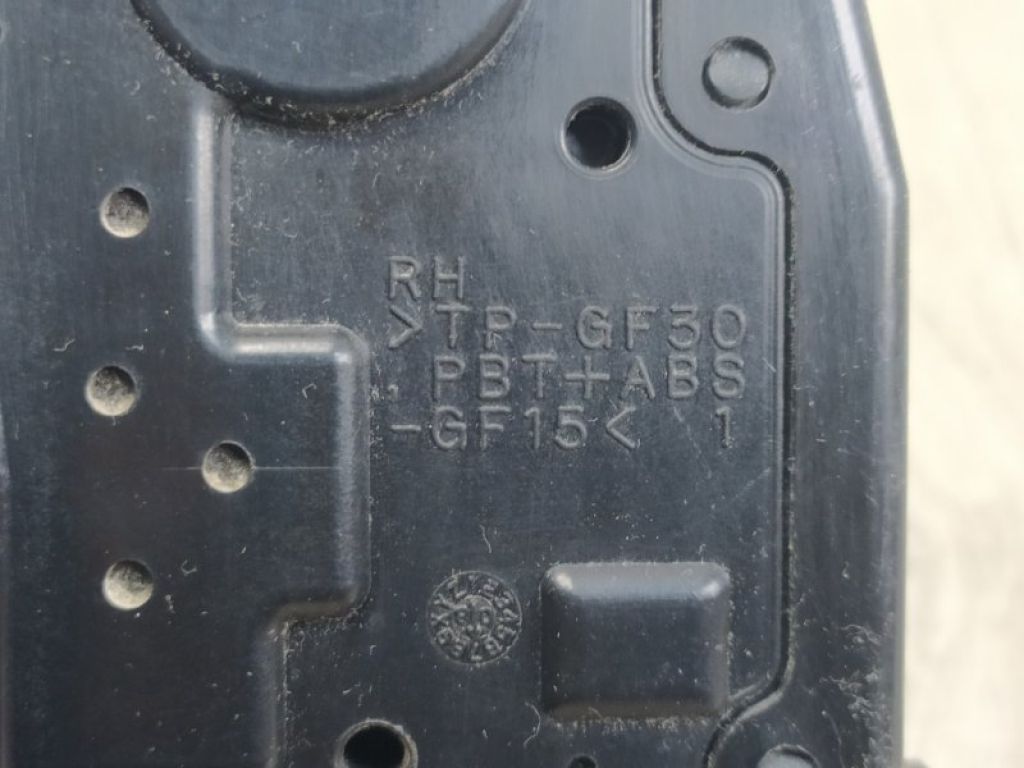 RH
>TP-GF30
,PBT+ABS
-GF15< 1